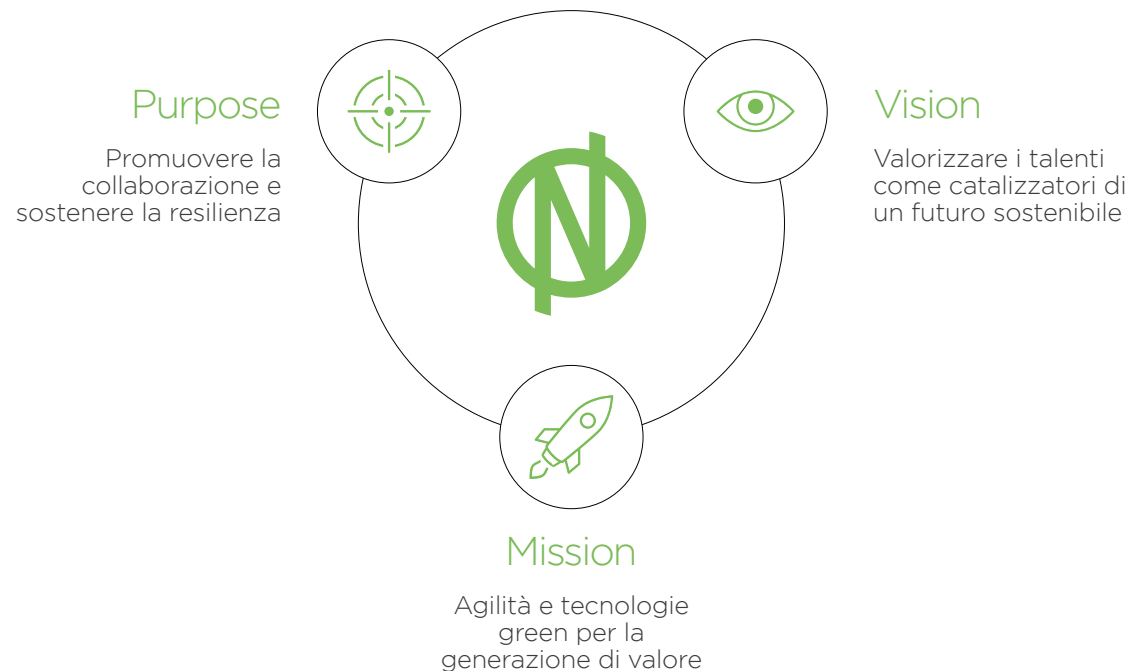 Purpose
Promuovere la
collaborazione e
sostenere la resilienza
Vision
Valorizzare i talenti
come catalizzatori di
un futuro sostenibile
Mission
Agilità e tecnologie
green per la
generazione di valore